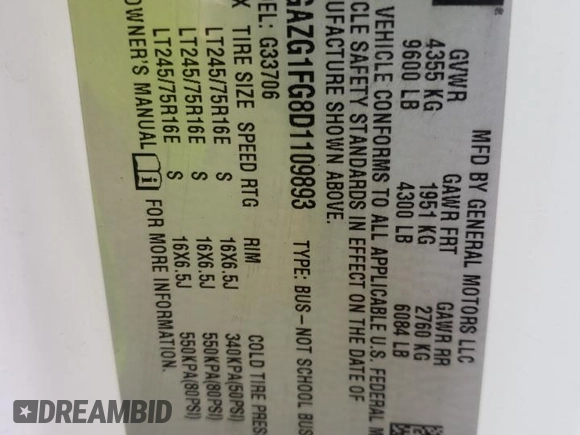 MFD BY GENERAL MOTORS LLC
GVWR GAWR FRT GAWR RR
4355 KG 1951 KG 2760 KG
9600 LB 4300 LB 6084 LB
VEHICLE CONFORMS TO ALL APPLICABLE U.S. FEDERAL
SAFETY STANDARDS IN EFFECT ON THE DATE OF
MANUFACTURE SHOWN ABOVE.
GAZG1FG8D1109893 TYPE: BUS–NOT SCHOOL BUS
MODEL: G33706
TIRE SIZE SPEED RTG RIM COLD TIRE
LT245/75R16E S 16X6.5J 340KPA(50PSI)
LT245/75R16E S 16X6.5J 550KPA(80PSI)
LT245/75R16E S 16X6.5J 550KPA(80PSI)
OWNER'S MANUAL FOR MORE INFORMATION.
DREAMBID